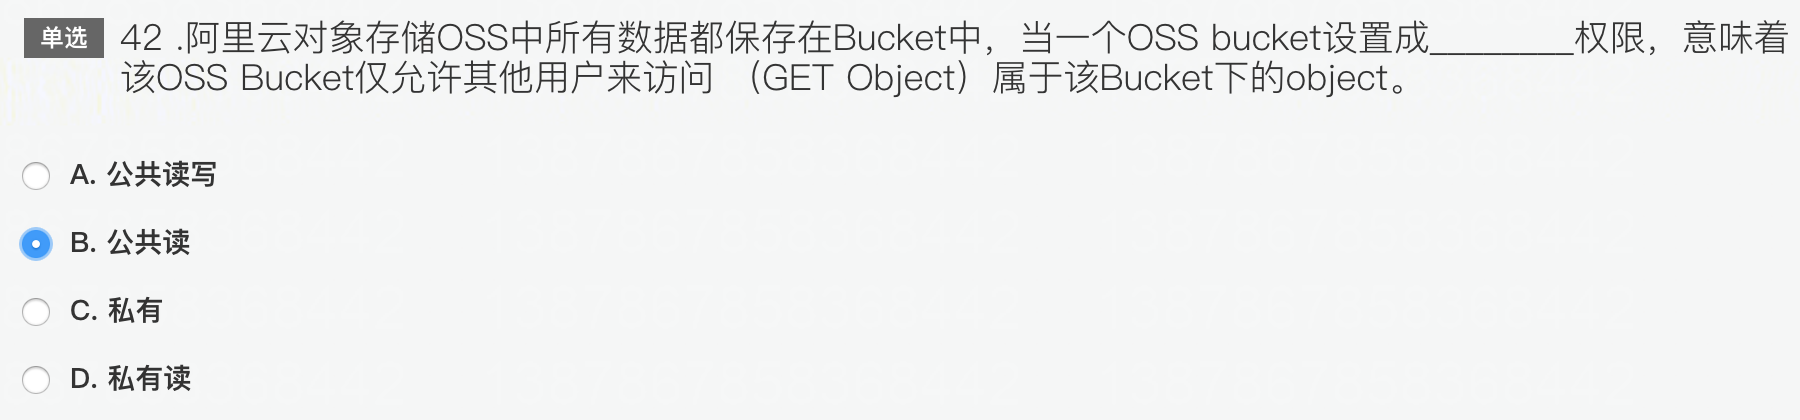 单选 42 .阿里云对象存储OSS中所有数据都保存在Bucket中，当一个OSS bucket设置成________权限，意味着
该OSS Bucket仅允许其他用户来访问 （GET Object）属于该Bucket下的object。
A. 公共读写
B. 公共读
C. 私有
D. 私有读